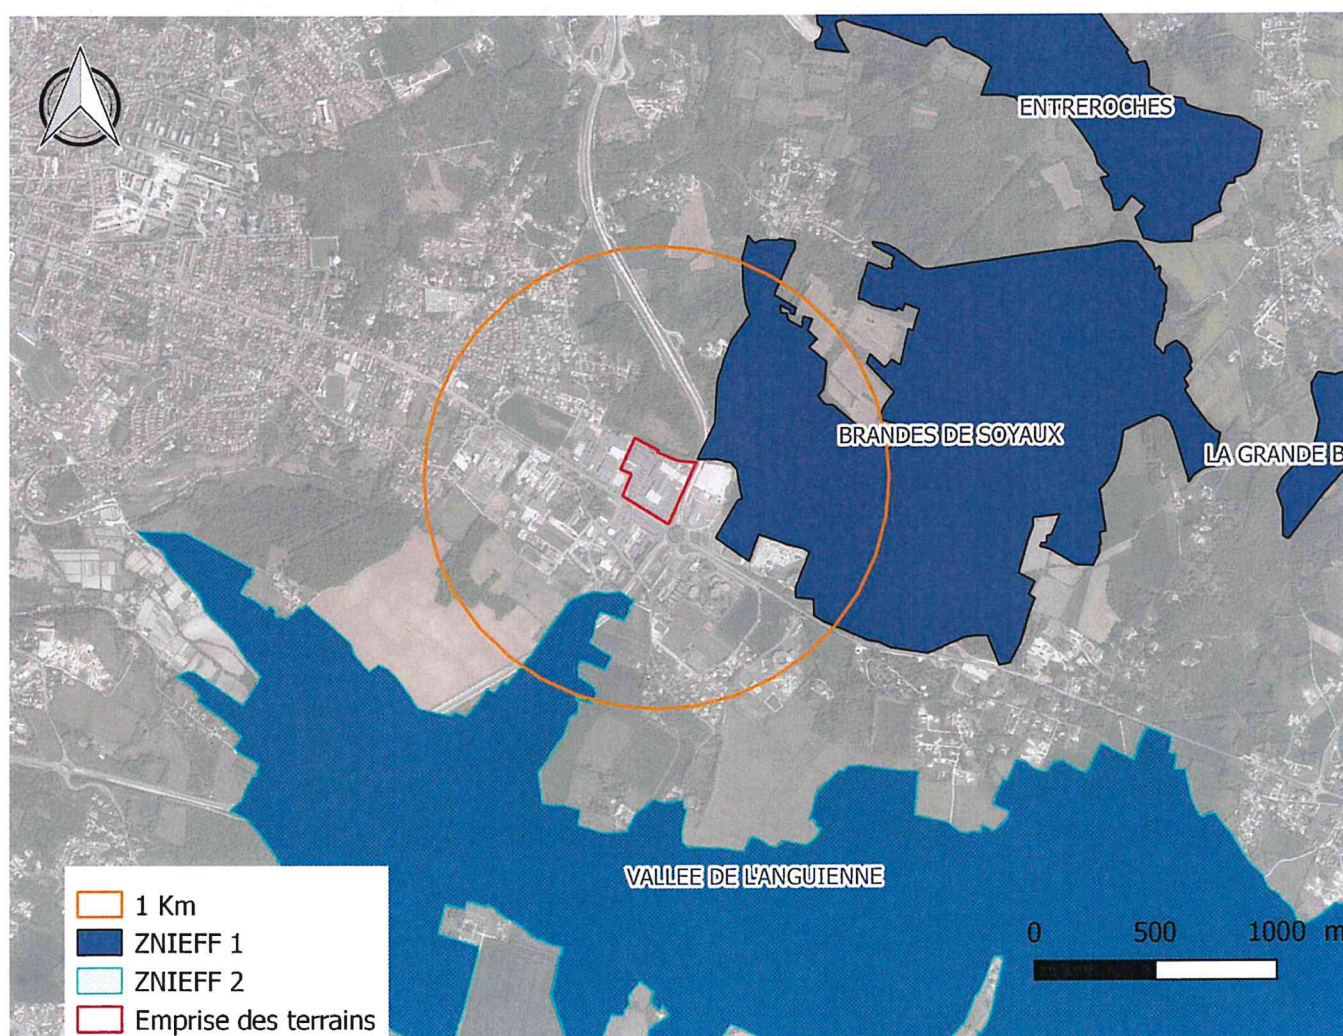 ENTREROCHES
BRANDES DE SOYAUX
LA GRANDE B
VALLEE DE L'ANGUIENNE
1 Km
ZNIEFF 1
ZNIEFF 2
Emprise des terrains
0 500 1000 m